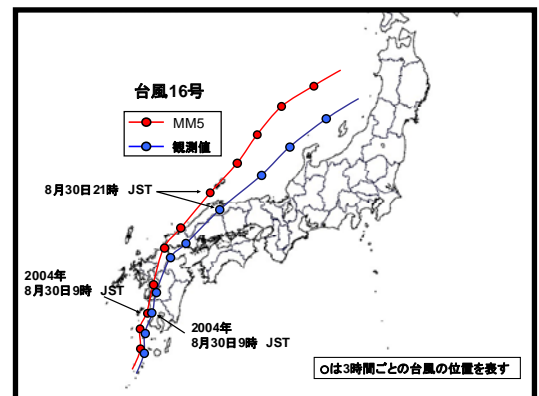 台風16号
MM5
観測値
8月30日21時 JST
2004年
8月30日9時 JST
2004年
8月30日9時 JST
○は3時間ごとの台風の位置を表す